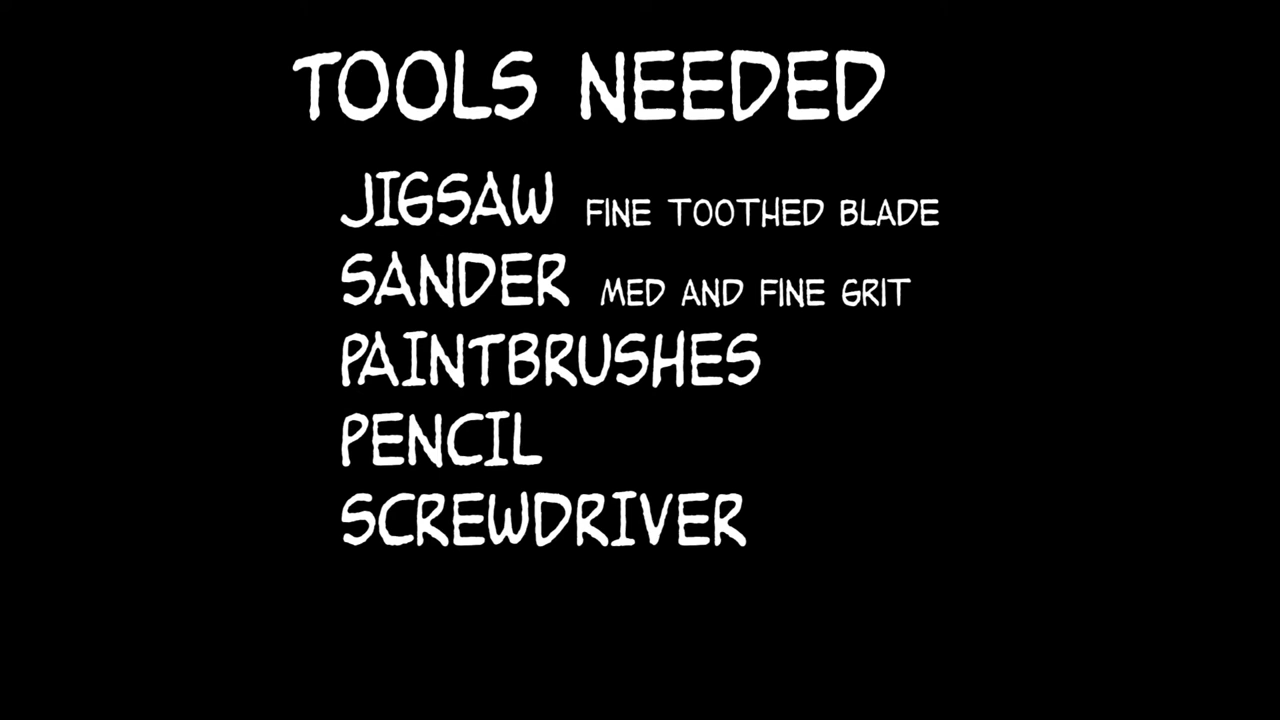 TOOLS NEEDED
JIGSAW FINE TOOTHED BLADE
SANDER MED AND FINE GRIT
PAINTBRUSHES
PENCIL
SCREWDRIVER